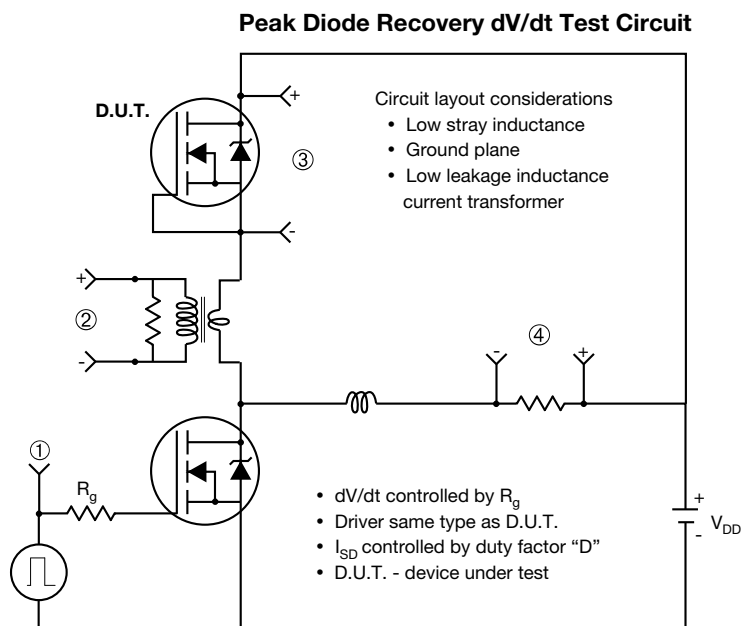 Peak Diode Recovery dV/dt Test Circuit
D.U.T.
+
③
-
Circuit layout considerations
• Low stray inductance
• Ground plane
• Low leakage inductance
current transformer
+
②
-
-
④
+
①
Rg
• dV/dt controlled by Rg
• Driver same type as D.U.T.
• ISD controlled by duty factor “D”
• D.U.T. - device under test
+
VDD
-